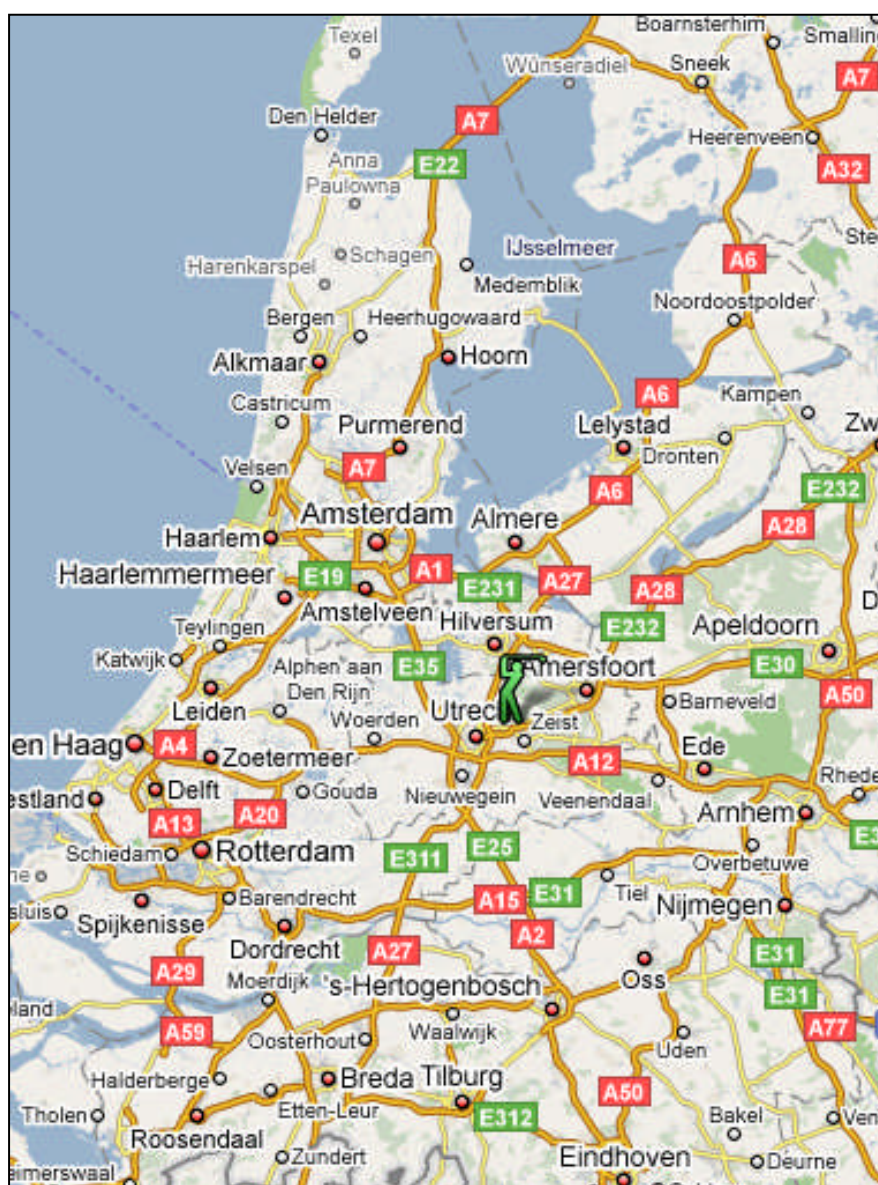 Texel
Boarnsterhim
Wûnseradiel
Sneek
A7
A7
Den Helder
E22
Heerenveen
A32
Anna
Paulowna
IJsselmeer
Schagen
A6
Harenkarspel
Medemblik
Noordoostpolder
Bergen
Heerhugowaard
Alkmaar
Hoorn
A6
Kampen
Castricum
Purmerend
Lelystad
Dronten
Velsen
A7
A6
E232
Amsterdam
Almere
A28
Haarlem
Haarlemmermeer
E19
A1
E231
A27
A28
Amstelveen
Teylingen
Hilversum
E232
Apeldoorn
Katwijk
Alphen aan
Den Rijn
E35
Amersfoort
E30
A50
Leiden
Barneveld
Woerden
Utrecht
Zeist
A4
Zoetermeer
A12
Ede
Delft
Gouda
Nieuwegein
Veenendaal
A13
A20
Arnhem
Schiedam
Rotterdam
E311
E25
Overbetuwe
Barendrecht
A15
E31
Tiel
Spijkenisse
Nijmegen
Dordrecht
A27
A2
E31
A29
Moerdijk
's-Hertogenbosch
Oss
E31
A59
Oosterhout
Waalwijk
Uden
A77
Halderberge
Breda
Tilburg
A50
Tholen
Etten-Leur
E312
Bakel
Roosendaal
Zundert
Eindhoven
Deurne